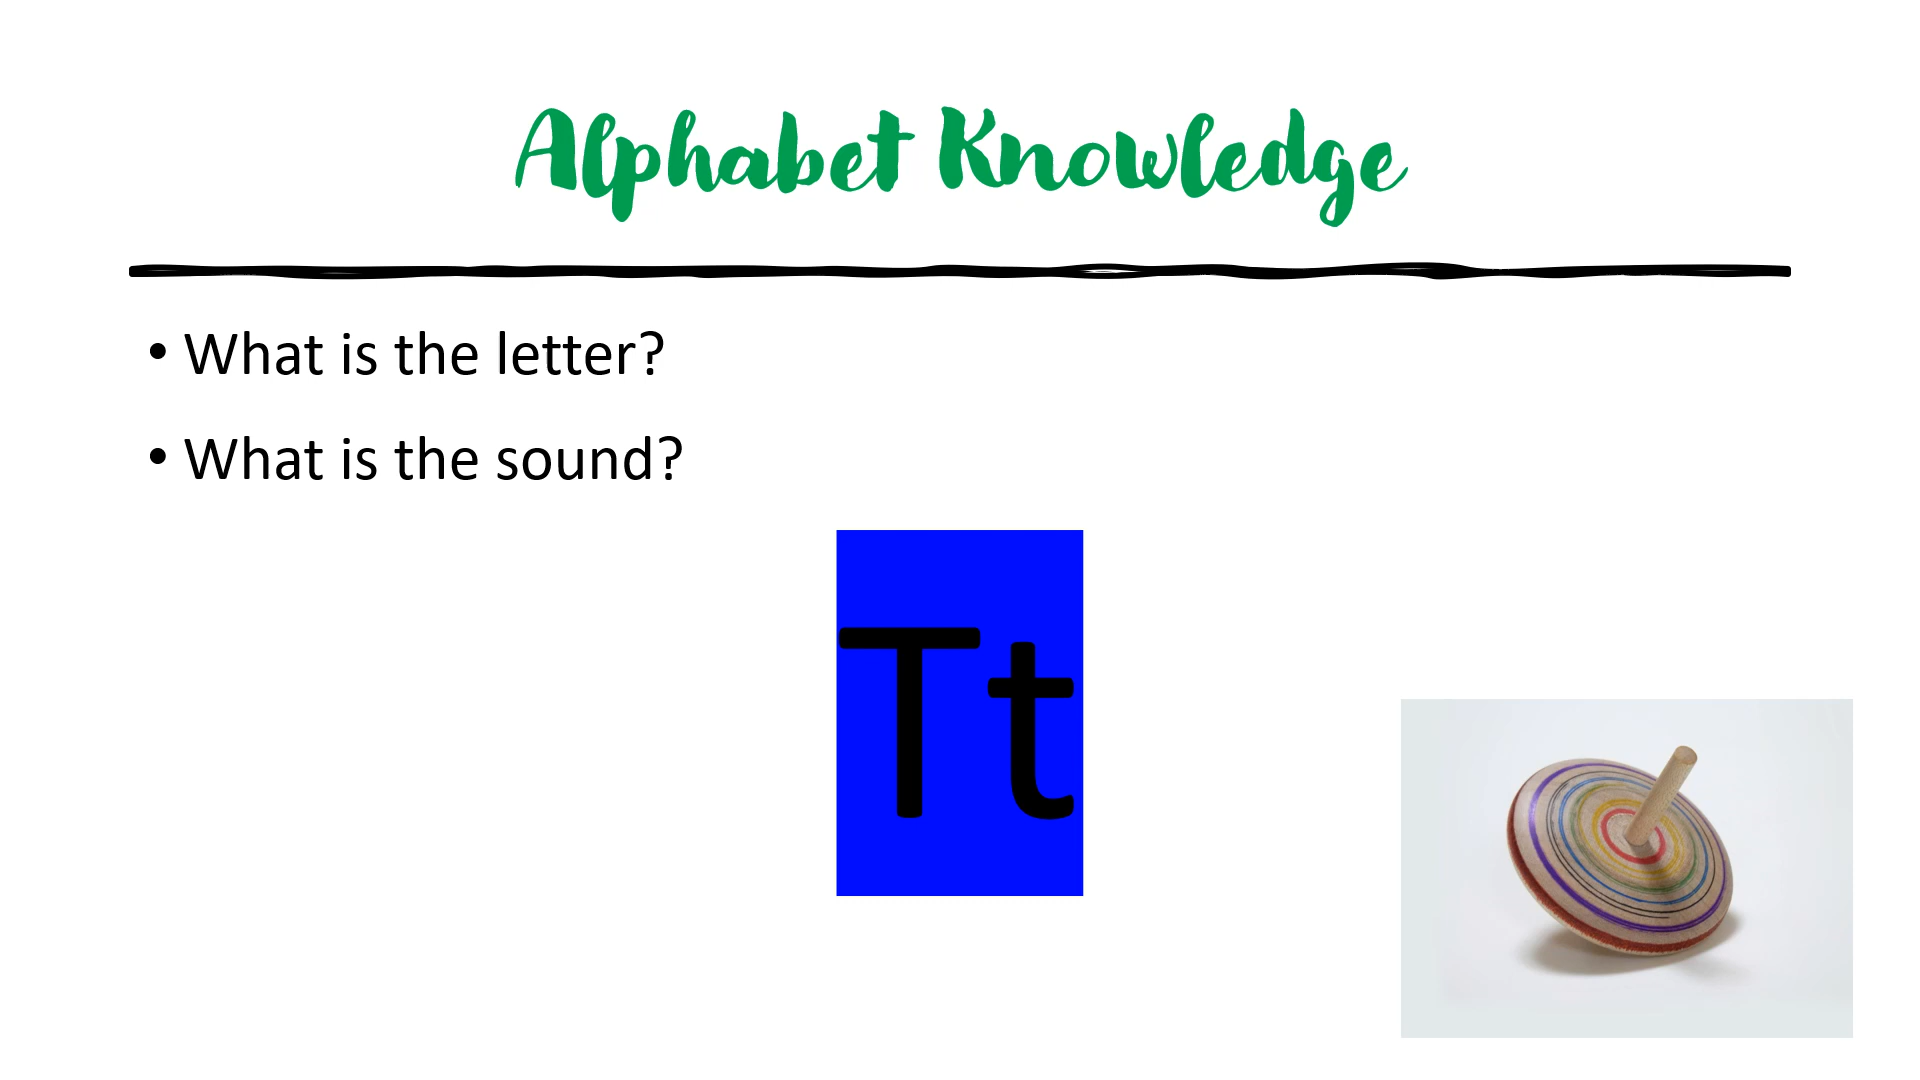 Alphabet Knowledge
• What is the letter?
• What is the sound?
Tt